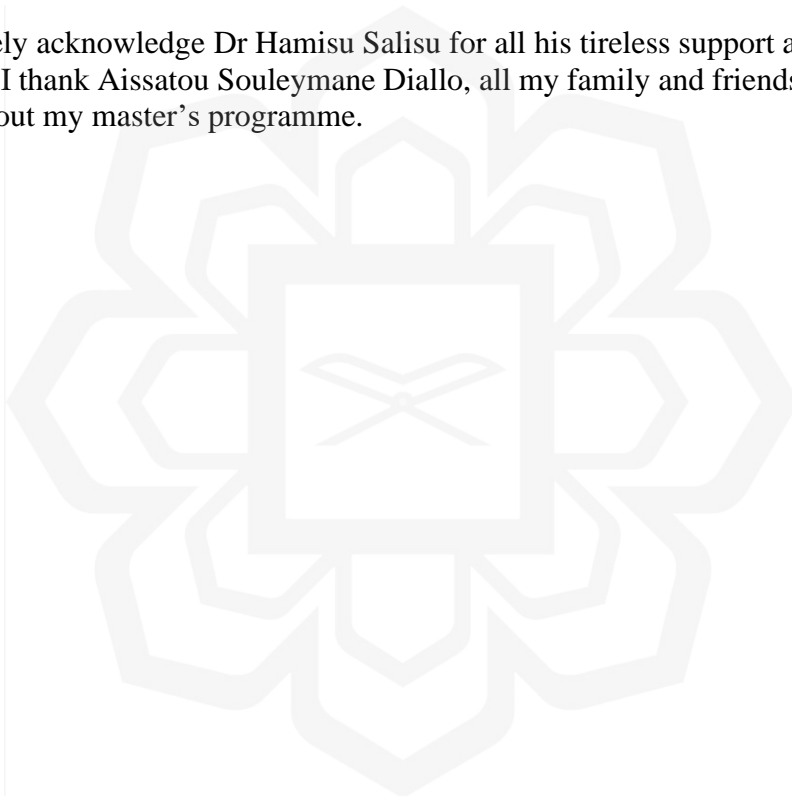 ely acknowledge Dr Hamisu Salisu for all his tireless support a
I thank Aissatou Souleymane Diallo, all my family and friends
out my master’s programme.